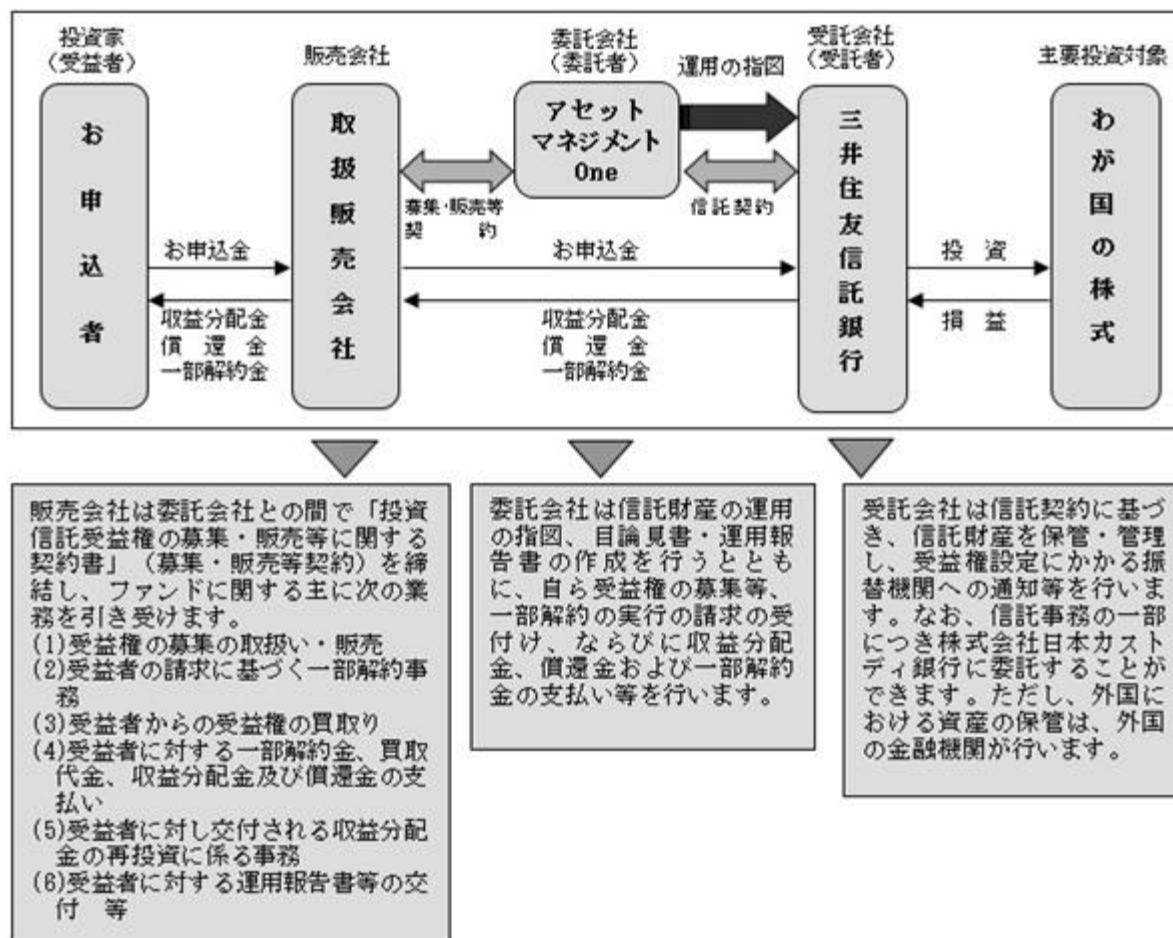 投資家
（受益者）
販売会社
委託会社
（委託者）
運用の指図
受託会社
（受託者）
主要投資対象
お申込者
取扱販売会社
アセット
マネジメント
One
三井住友信託銀行
わが国の株式
募集・販売等
契　　約
信託契約
お申込金
お申込金
投　資
収益分配金
償　還　金
一部解約金
収益分配金
償　還　金
一部解約金
損　益
販売会社は委託会社との間で「投資
信託受益権の募集・販売等に関する
契約書」（募集・販売等契約）を締
結し、ファンドに関する主に次の業
務を引き受けます。
(1)受益権の募集の取扱い・販売
(2)受益者の請求に基づく一部解約事
務
(3)受益者からの受益権の買取り
(4)受益者に対する一部解約金、買取
代金、収益分配金及び償還金の支
払い
(5)受益者に対し交付される収益分配
金の再投資に係る事務
(6)受益者に対する運用報告書等の交
付　等
委託会社は信託財産の運用
の指図、目論見書・運用報
告書の作成を行うととも
に、自ら受益権の募集等、
一部解約の実行の請求の受
付け、ならびに収益分配
金、償還金および一部解約
金の支払い等を行います。
受託会社は信託契約に基づ
き、信託財産を保管・管理
し、受益権設定にかかる振
替機関への通知等を行いま
す。なお、信託事務の一部
につき株式会社日本カスト
ディ銀行に委託することが
できます。ただし、外国に
おける資産の保管は、外国
の金融機関が行います。